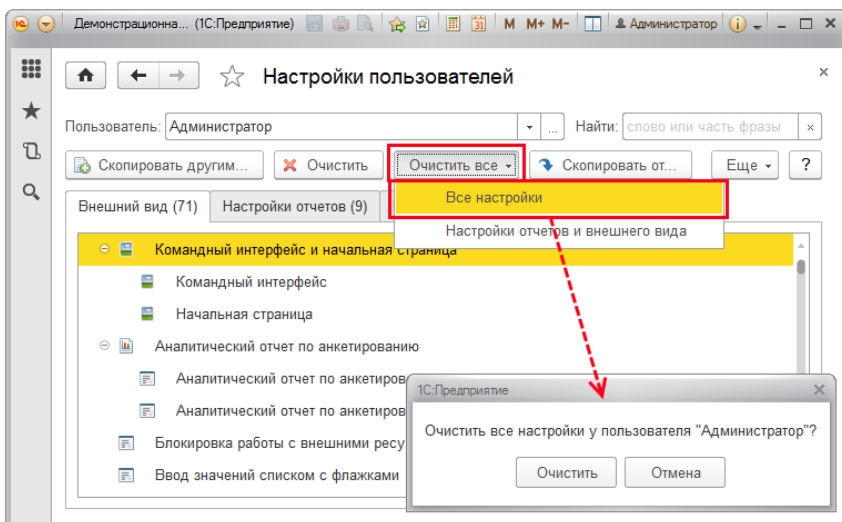 Демонстрационна... (1С:Предприятие) M M+ M- Администратор
Настройки пользователей
Пользователь: Администратор ... Найти: слово или часть фразы
Скопировать другим... Очистить Очистить все Скопировать от... Еще ?
Все настройки
Внешний вид (71) Настройки отчетов (9)
Настройки отчетов и внешнего вида
Командный интерфейс и начальная страница
Командный интерфейс
Начальная страница
Аналитический отчет по анкетированию
Аналитический отчет по анкетиров
1С:Предприятие
Аналитический отчет по анкетиров
Очистить все настройки у пользователя "Администратор"?
Блокировка работы с внешними ресу
Ввод значений списком с флажками
Очистить Отмена